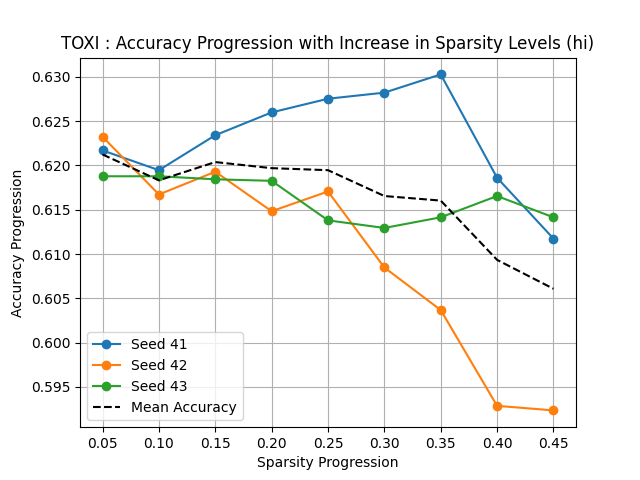 TOXI : Accuracy Progression with Increase in Sparsity Levels (hi)
0.630
0.625
0.620
0.615
0.610
0.605
0.600
0.595
Accuracy Progression
Seed 41
Seed 42
Seed 43
Mean Accuracy
0.05 0.10 0.15 0.20 0.25 0.30 0.35 0.40 0.45
Sparsity Progression